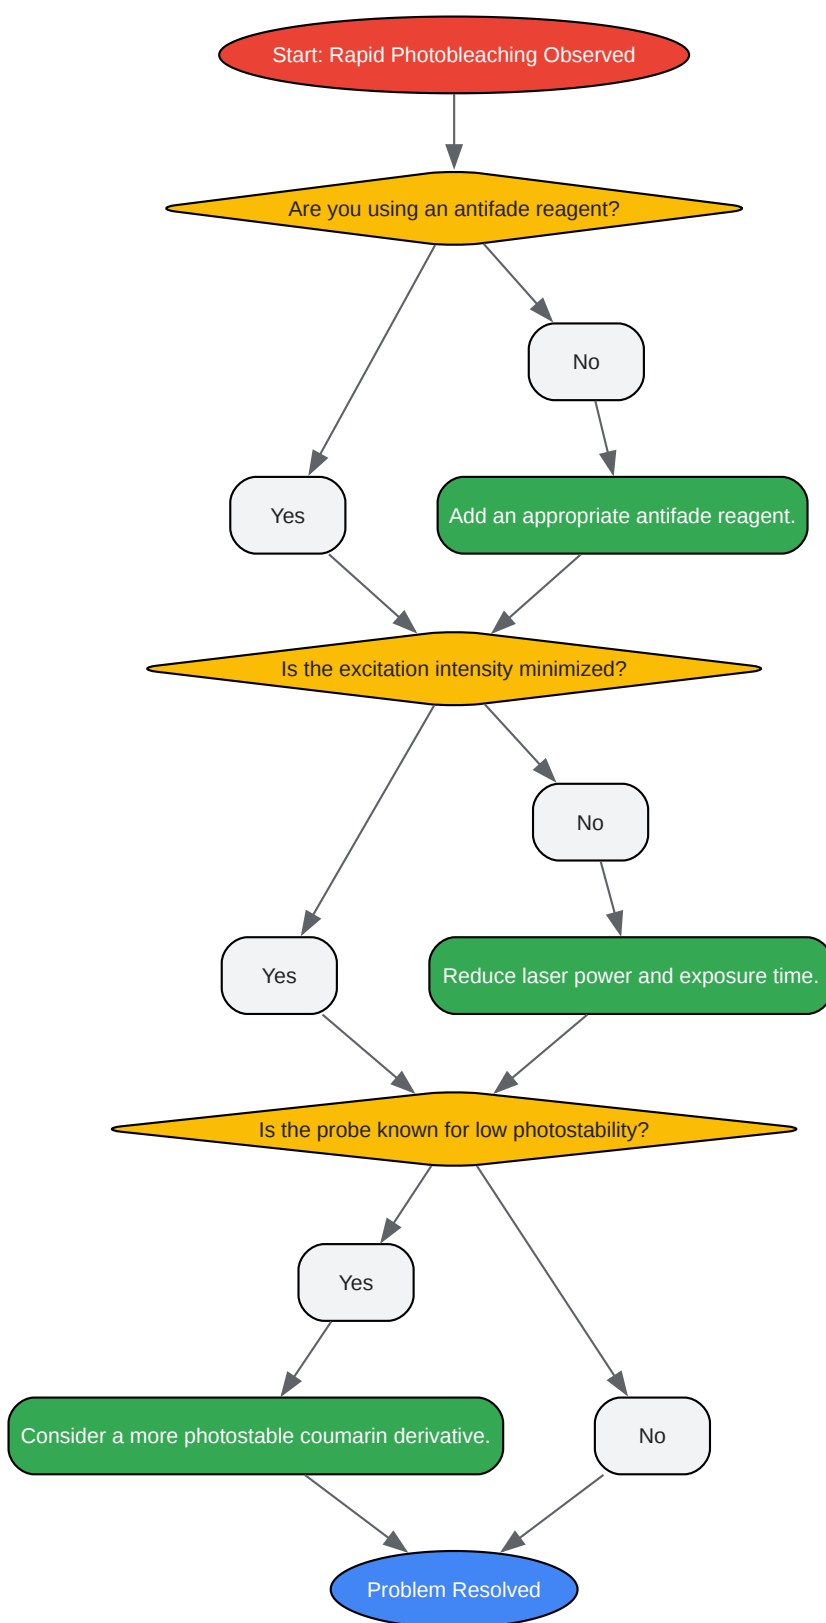 Start: Rapid Photobleaching Observed
Are you using an antifade reagent?
No
Yes
Add an appropriate antifade reagent.
Is the excitation intensity minimized?
No
Yes
Reduce laser power and exposure time.
Is the probe known for low photostability?
Yes
Consider a more photostable coumarin derivative.
No
Problem Resolved